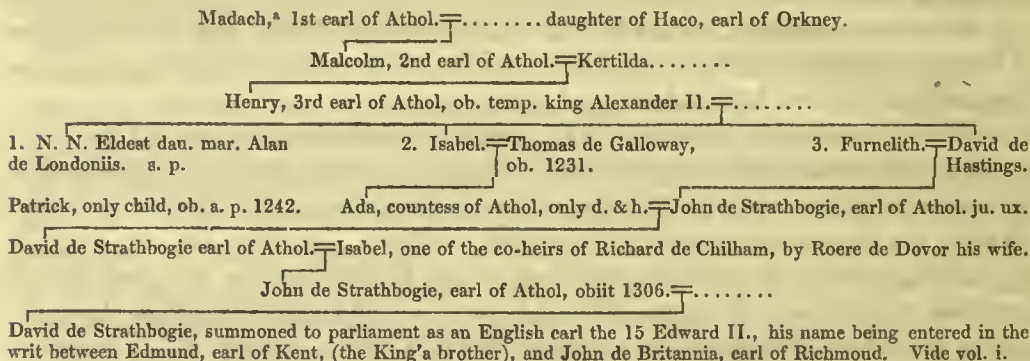 Madach,ᵃ 1st earl of Athol.=........ daughter of Haco, earl of Orkney.
Malcolm, 2nd earl of Athol.=Kertilda........
Henry, 3rd earl of Athol, ob. temp. king Alexander II.=........
1. N. N. Eldest dau. mar. Alan de Londoniis. s. p.
2. Isabel.=Thomas de Galloway, ob. 1231.
3. Furnelith.=David de Hastings.
Patrick, only child, ob. s. p. 1242.
Ada, countess of Athol, only d. & h.=John de Strathbogie, earl of Athol. ju. ux.
David de Strathbogie earl of Athol.=Isabel, one of the co-heirs of Richard de Chilham, by Roere de Dovor his wife.
John de Strathbogie, earl of Athol, obiit 1306.=........
David de Strathbogie, summoned to parliament as an English earl the 15 Edward II., his name being entered in the
writ between Edmund, earl of Kent, (the King's brother), and John de Britannia, earl of Richmond. Vide vol. i.